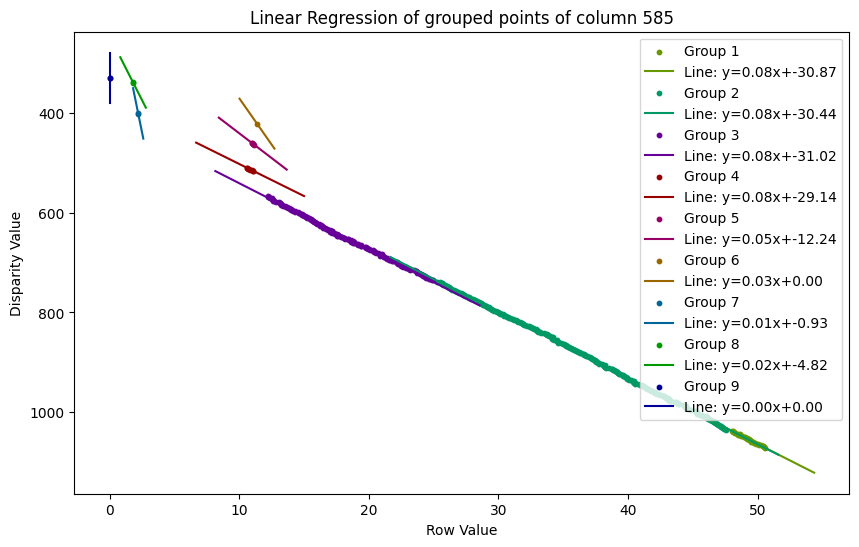 Linear Regression of grouped points of column 585
Disparity Value
400
600
800
1000
0
10
20
30
40
50
Row Value
Group 1
Line: y=0.08x+-30.87
Group 2
Line: y=0.08x+-30.44
Group 3
Line: y=0.08x+-31.02
Group 4
Line: y=0.08x+-29.14
Group 5
Line: y=0.05x+-12.24
Group 6
Line: y=0.03x+0.00
Group 7
Line: y=0.01x+-0.93
Group 8
Line: y=0.02x+-4.82
Group 9
Line: y=0.00x+0.00